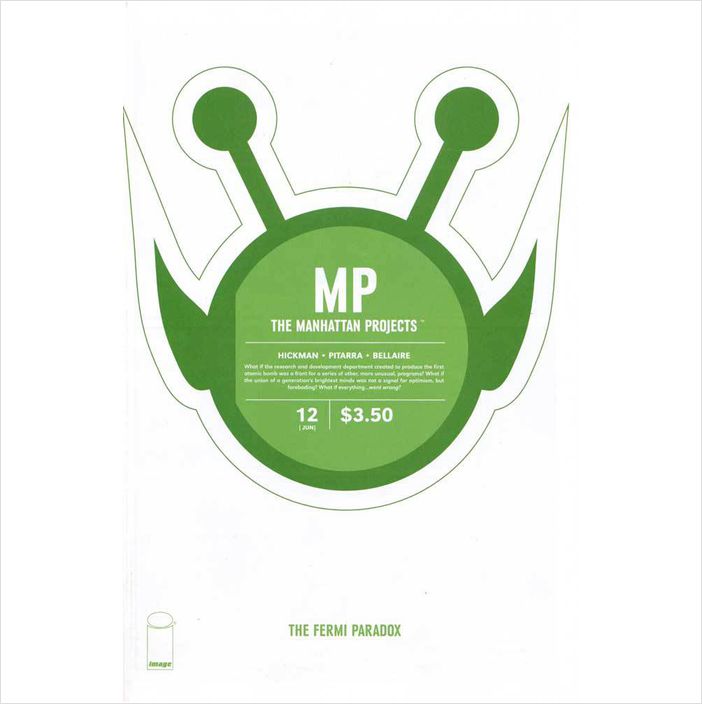 MP
THE MANHATTAN PROJECTS™
HICKMAN • PITARRA • BELLAIRE
What if the research and development department created to produce the first
atomic bomb was a front for a series of other, more unusual, programs? What if
the union of a generation's brightest minds was not a signal for optimism, but
foreboding? What if everything...went wrong?
12 | $3.50
[JUN]
THE FERMI PARADOX
image